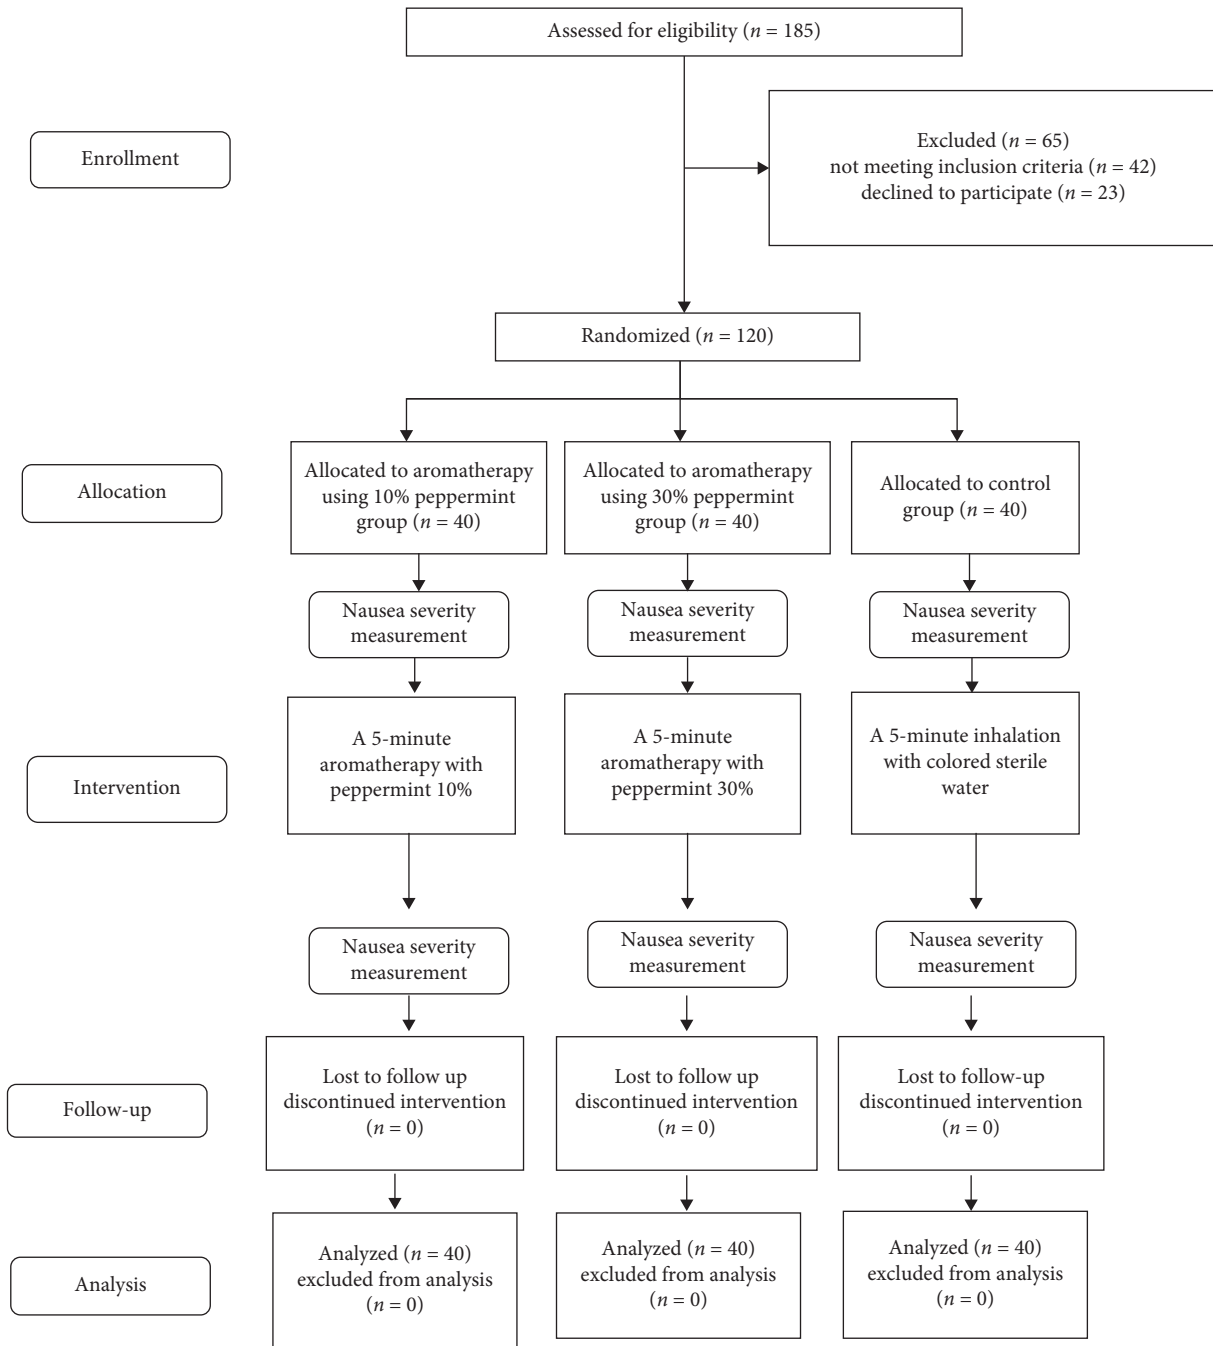 Assessed for eligibility (n = 185)
Enrollment
Excluded (n = 65)
not meeting inclusion criteria (n = 42)
declined to participate (n = 23)
Randomized (n = 120)
Allocation
Allocated to aromatherapy
using 10% peppermint
group (n = 40)
Allocated to aromatherapy
using 30% peppermint
group (n = 40)
Allocated to control
group (n = 40)
Nausea severity
measurement
Nausea severity
measurement
Nausea severity
measurement
Intervention
A 5-minute
aromatherapy with
peppermint 10%
A 5-minute
aromatherapy with
peppermint 30%
A 5-minute inhalation
with colored sterile
water
Nausea severity
measurement
Nausea severity
measurement
Nausea severity
measurement
Follow-up
Lost to follow up
discontinued intervention
(n = 0)
Lost to follow up
discontinued intervention
(n = 0)
Lost to follow-up
discontinued intervention
(n = 0)
Analysis
Analyzed (n = 40)
excluded from analysis
(n = 0)
Analyzed (n = 40)
excluded from analysis
(n = 0)
Analyzed (n = 40)
excluded from analysis
(n = 0)